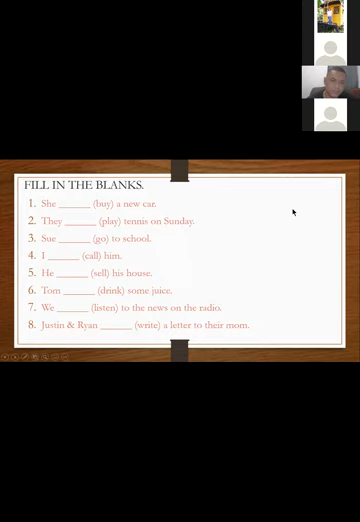 FILL IN THE BLANKS.
1. She ______ (buy) a new car.
2. They ______ (play) tennis on Sunday.
3. Sue ______ (go) to school.
4. I ______ (call) him.
5. He ______ (sell) his house.
6. Tom ______ (drink) some juice.
7. We ______ (listen) to the news on the radio.
8. Justin & Ryan ______ (write) a letter to their mom.